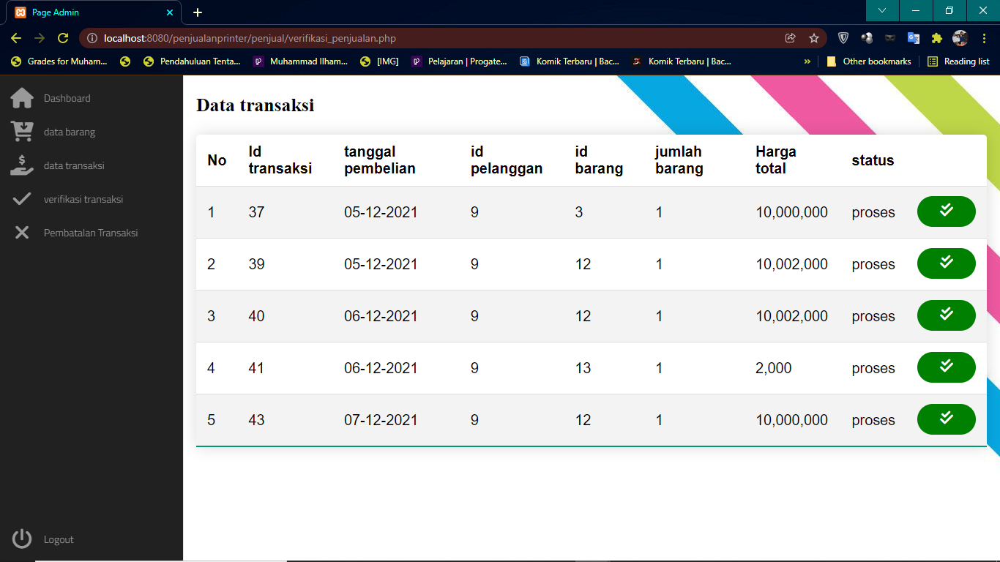 Page Admin
localhost:8080/penjualanprinter/penjual/verifikasi_penjualan.php
Grades for Muham... Pendahuluan Tenta... Muhammad Ilham... [IMG] Pelajaran | Progate... Komik Terbaru | Bac... Komik Terbaru | Bac... » Other bookmarks Reading list
Dashboard
data barang
data transaksi
verifikasi transaksi
Pembatalan Transaksi
Logout
Data transaksi
No Id transaksi tanggal pembelian id pelanggan id barang jumlah barang Harga total status
1 37 05-12-2021 9 3 1 10,000,000 proses
2 39 05-12-2021 9 12 1 10,002,000 proses
3 40 06-12-2021 9 12 1 10,002,000 proses
4 41 06-12-2021 9 13 1 2,000 proses
5 43 07-12-2021 9 12 1 10,000,000 proses